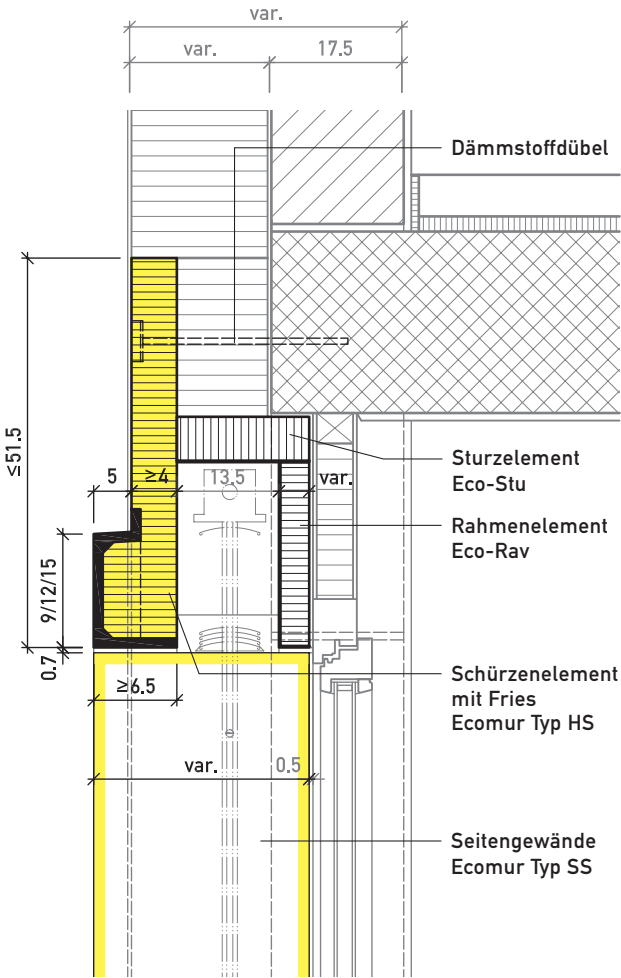 var.
var.
17.5
Dämmstoffdübel
≤51.5
5
≥4
13.5
var.
Sturzelement
Eco-Stu
Rahmenelement
Eco-Rav
9/12/15
0.7
≥6.5
Schürzenelement
mit Fries
Ecomur Typ HS
var.
0.5
Seitengewände
Ecomur Typ SS